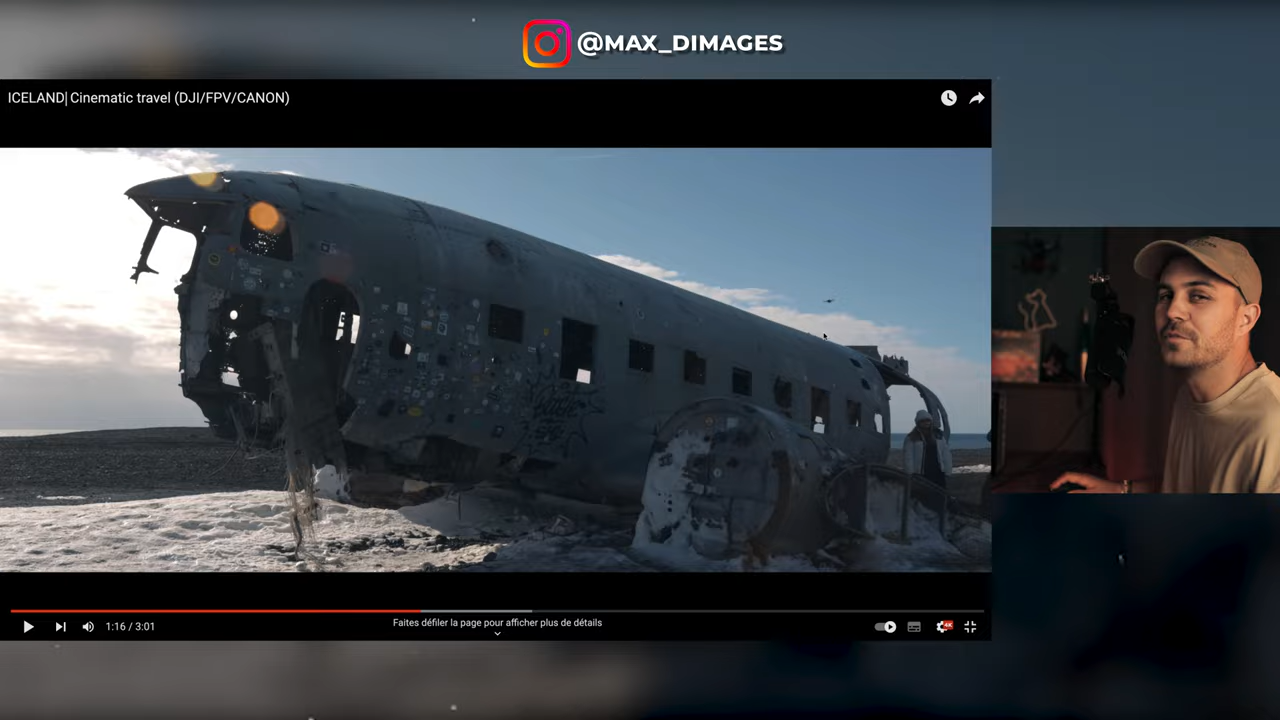 @MAX_DIMAGES
ICELAND| Cinematic travel (DJI/FPV/CANON)
1:16 / 3:01
Faites défiler la page pour afficher plus de détails
4K